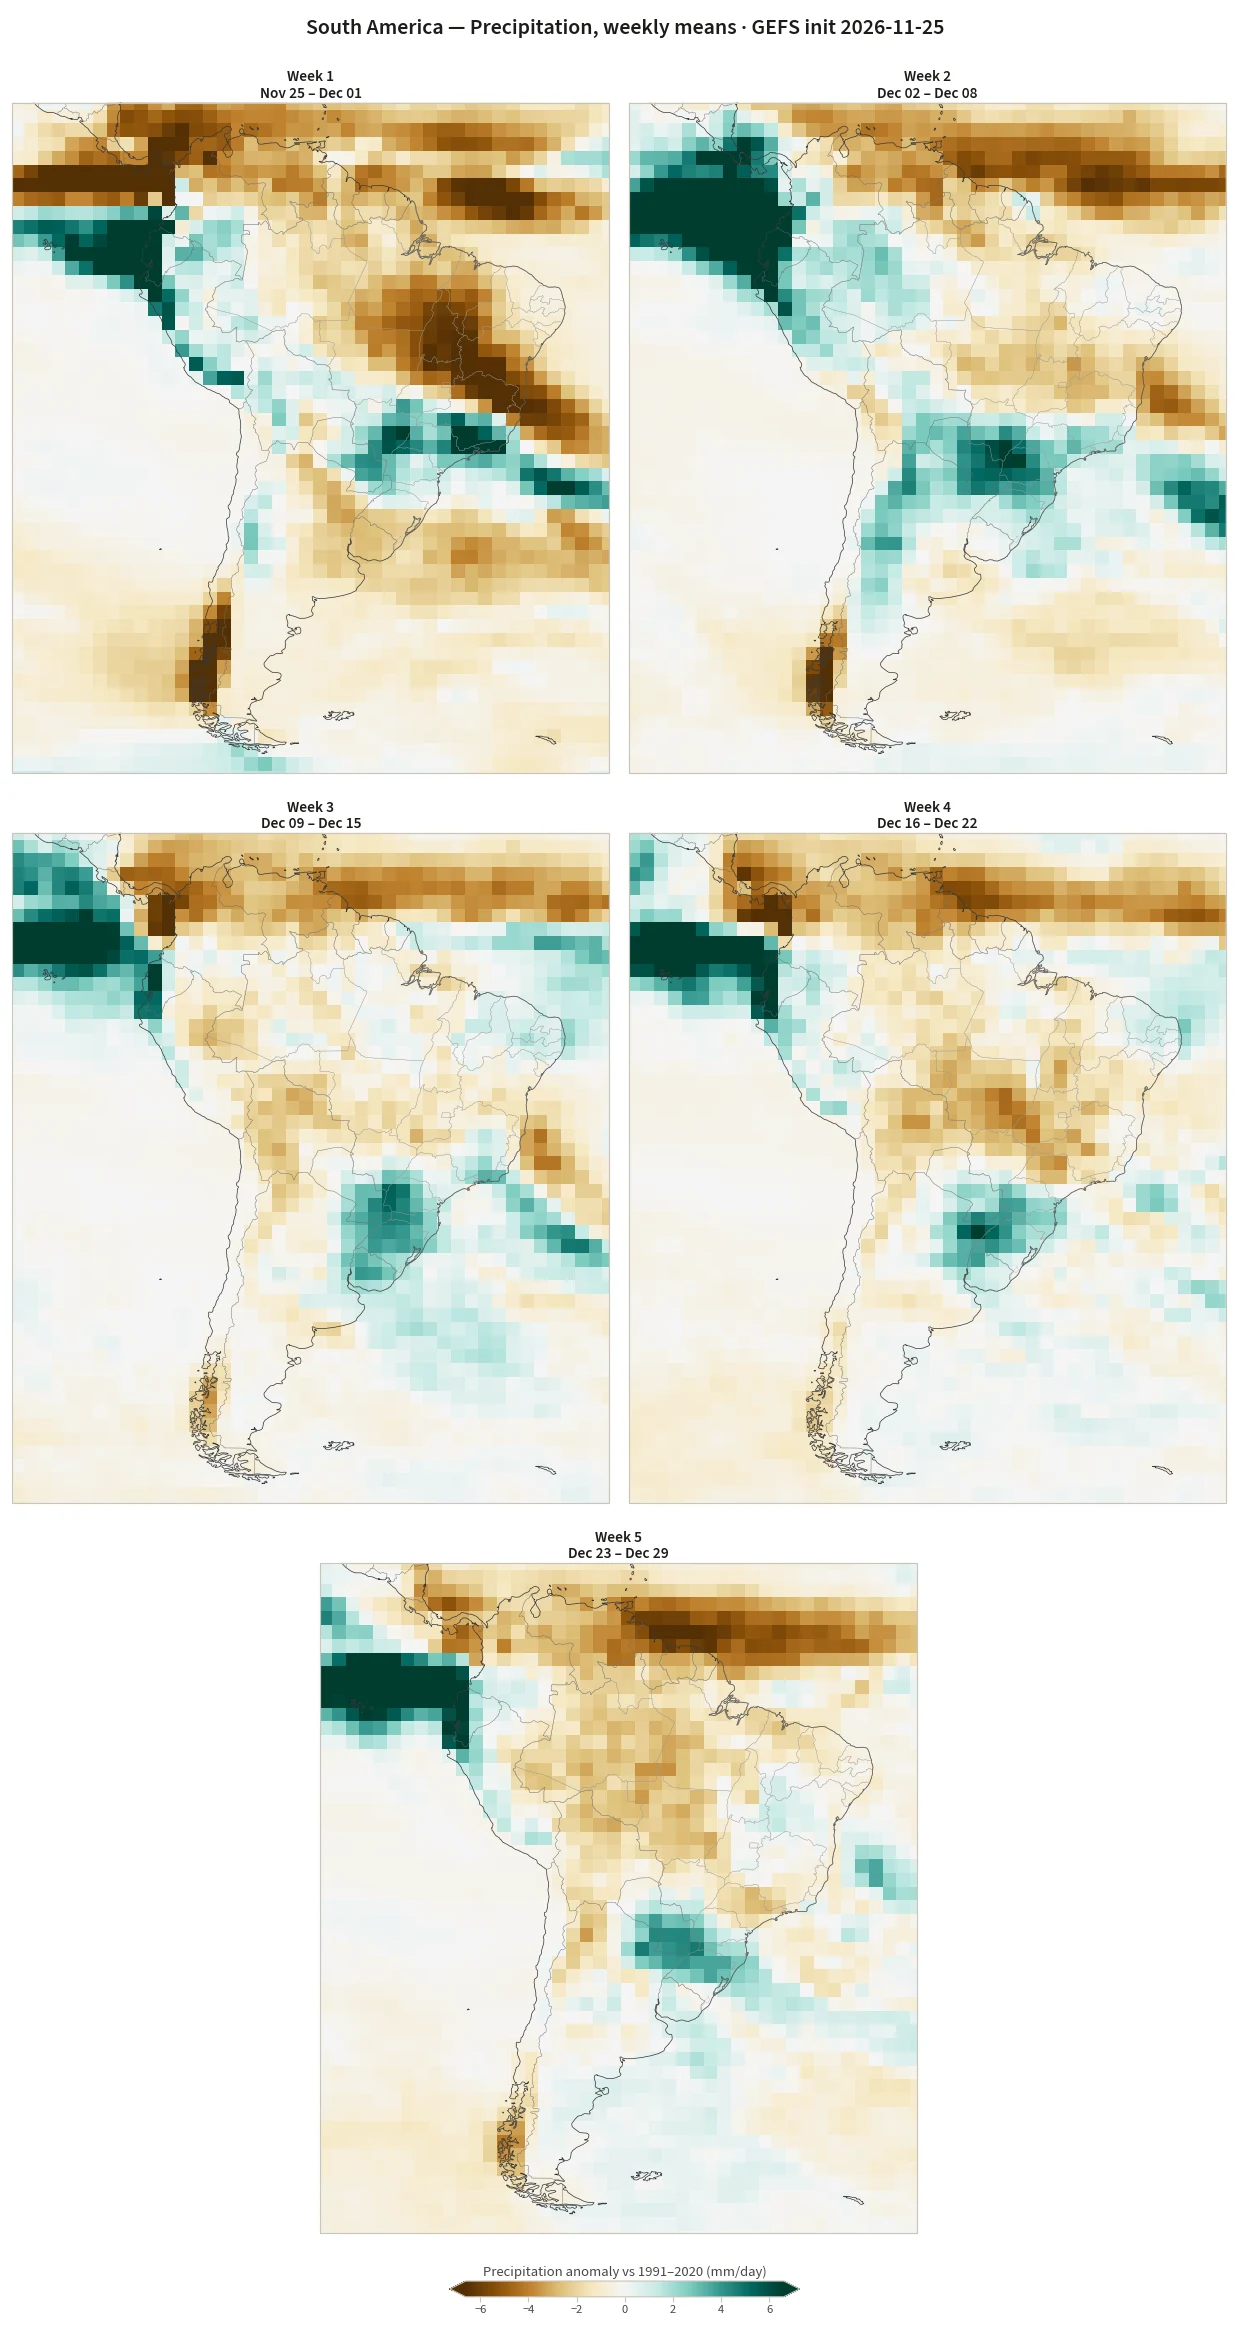 South America — Precipitation, weekly means · GEFS init 2026-11-25
Week 1
Nov 25 – Dec 01
Week 2
Dec 02 – Dec 08
Week 3
Dec 09 – Dec 15
Week 4
Dec 16 – Dec 22
Week 5
Dec 23 – Dec 29
Precipitation anomaly vs 1991–2020 (mm/day)
−6 −4 −2 0 2 4 6